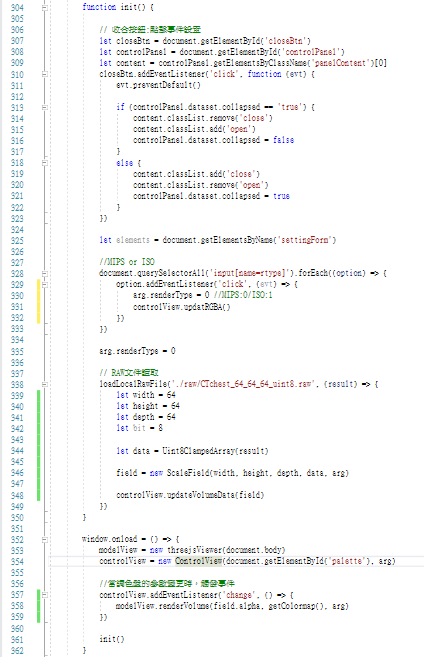 304 function init() {
305
306 // 收合按鈕:點擊事件設置
307 let closeBtn = document.getElementById('closeBtn')
308 let controlPanel = document.getElementById('controlPanel')
309 let content = controlPanel.getElementsByClassName('panelContent')[0]
310 closeBtn.addEventListener('click', function (evt) {
311 evt.preventDefault()
312
313 if (controlPanel.dataset.collapsed == 'true') {
314 content.classList.remove('close')
315 content.classList.add('open')
316 controlPanel.dataset.collapsed = false
317 }
318 else {
319 content.classList.add('close')
320 content.classList.remove('open')
321 controlPanel.dataset.collapsed = true
322 }
323 })
324
325 let elements = document.getElementsByName('settingForm')
326
327 //MIPS or ISO
328 document.querySelectorAll('input[name=rtype]').forEach((option) => {
329 option.addEventListener('click', (evt) => {
330 arg.renderType = 0 //MIPS:0/ISO:1
331 controlView.updatRGBA()
332 })
333 })
334
335 arg.renderType = 0
336
337 // RAW文件讀取
338 loadLocalRawFile('./raw/CTchest_64_64_64_uint8.raw', (result) => {
339 let width = 64
340 let height = 64
341 let depth = 64
342 let bit = 8
343
344 let data = Uint8ClampedArray(result)
345
346 field = new ScaleField(width, height, depth, data, arg)
347
348 controlView.updateVolumeData(field)
349 })
350 }
351
352 window.onload = () => {
353 modelView = new threejsViewer(document.body)
354 controlView = new ControlView(document.getElementById('palette'), arg)
355
356 //當調色盤的參數變更時，觸發事件
357 controlView.addEventListener('change', () => {
358 modelView.renderVolume(field.alpha, getColormap(), arg)
359 })
360
361 init()
362 }